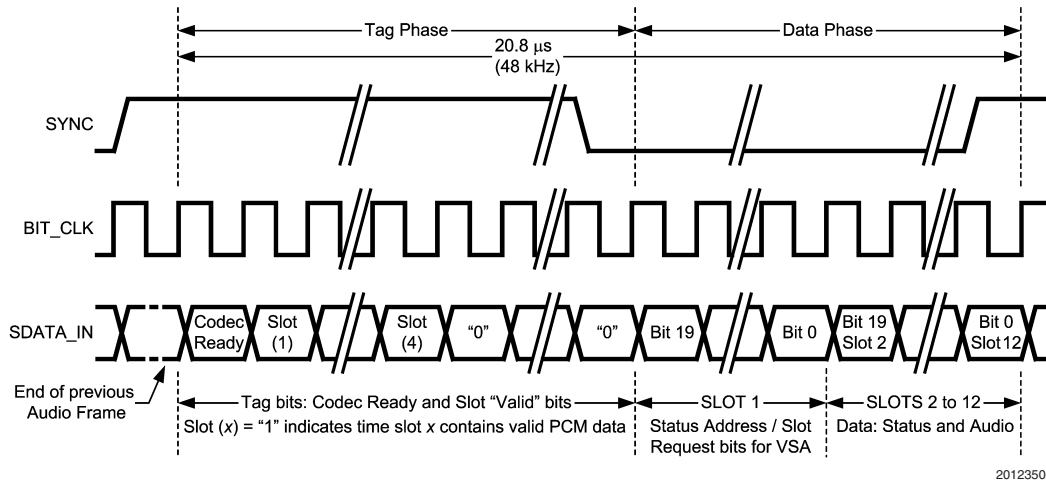 Tag Phase
Data Phase
20.8 μs
(48 kHz)
SYNC
BIT_CLK
SDATA_IN
Codec
Ready
Slot
(1)
Slot
(4)
“0”
“0”
Bit 19
Bit 0
Bit 19
Slot 2
Bit 0
Slot12
End of previous
Audio Frame
Tag bits: Codec Ready and Slot “Valid” bits
Slot (x) = “1” indicates time slot x contains valid PCM data
SLOT 1
Status Address / Slot
Request bits for VSA
SLOTS 2 to 12
Data: Status and Audio
2012350